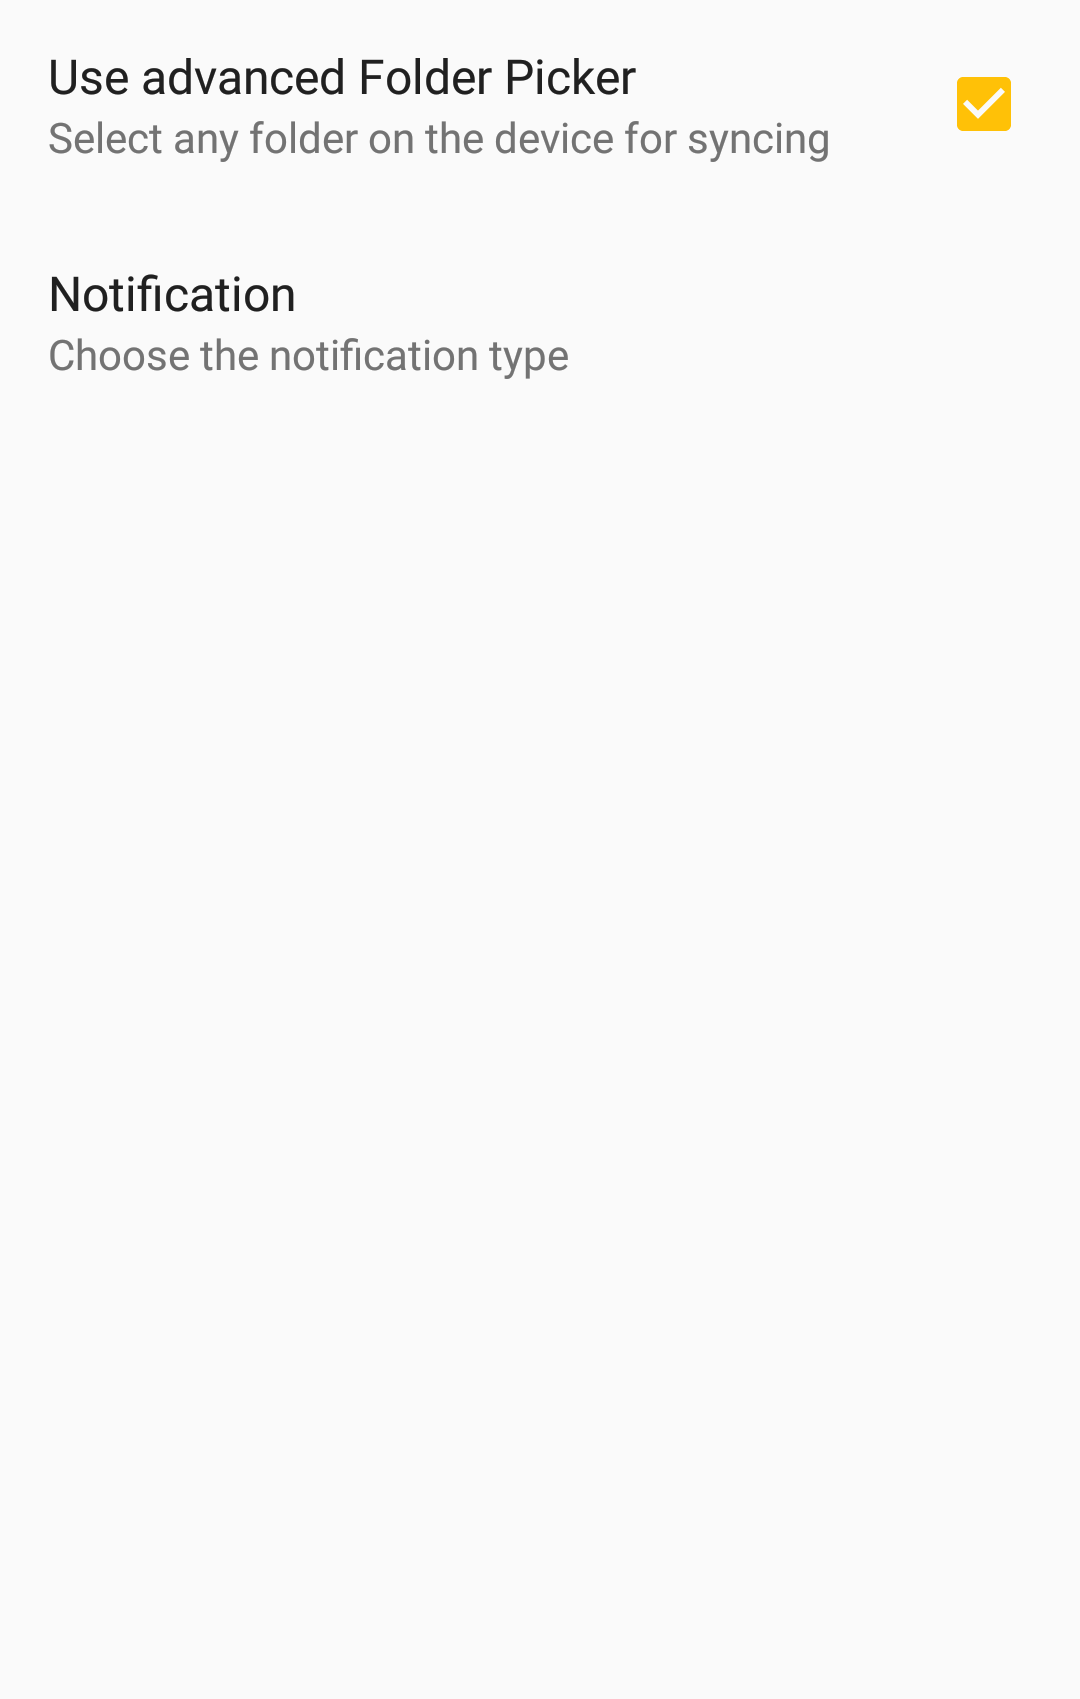 Use advanced Folder Picker
Select any folder on the device for syncing
Notification
Choose the notification type